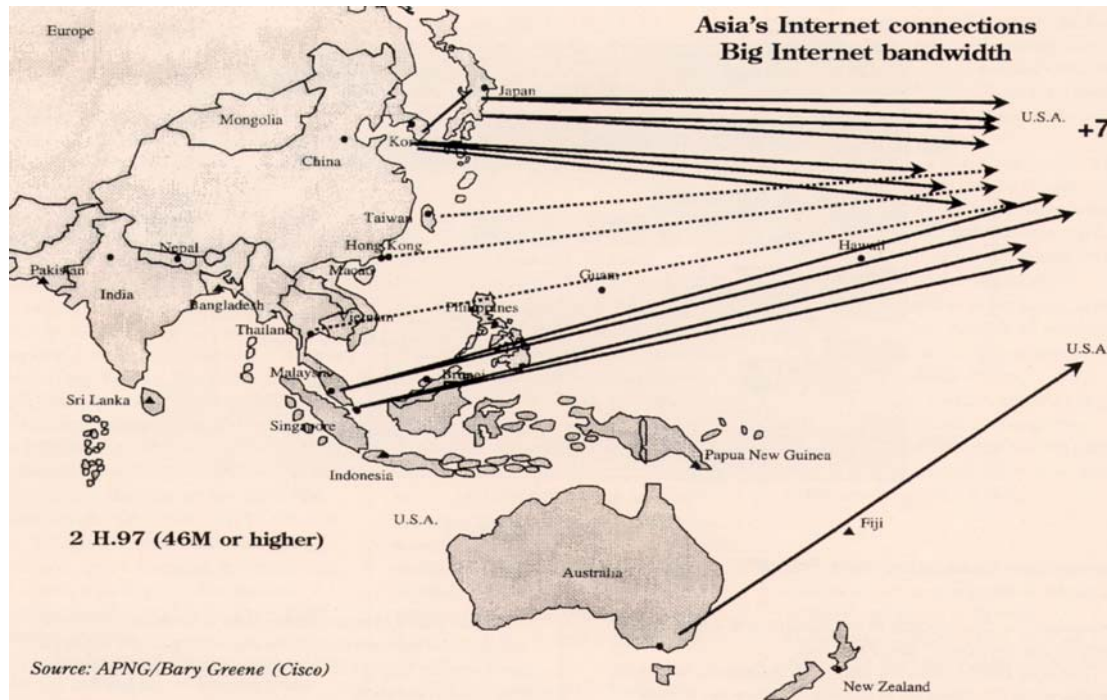 Asia's Internet connections
Big Internet bandwidth
Europe
Japan
Mongolia
U.S.A.
+7
Kor
China
Taiwan
Hong Kong
Macao
Nepal
Hawaii
Pakistan
Guam
India
Bangladesh
Philippines
Vietnam
Thailand
U.S.A
Malaysia
Brunei
Sri Lanka
Singapore
Papua New Guinea
Indonesia
U.S.A.
Fiji
2 H.97 (46M or higher)
Australia
Source: APNG/Bary Greene (Cisco)
New Zealand